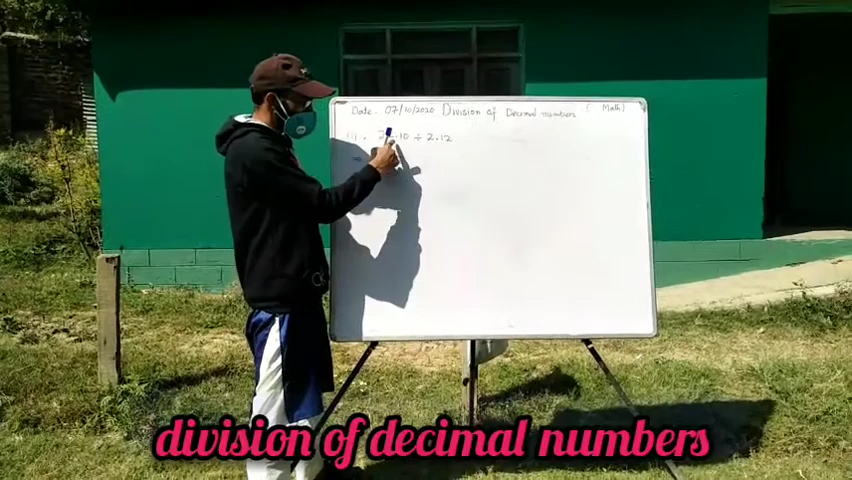 Date. 07/10/2020 Division of Decimal numbers (Math)
.10 ÷ 2.12
division of decimal numbers